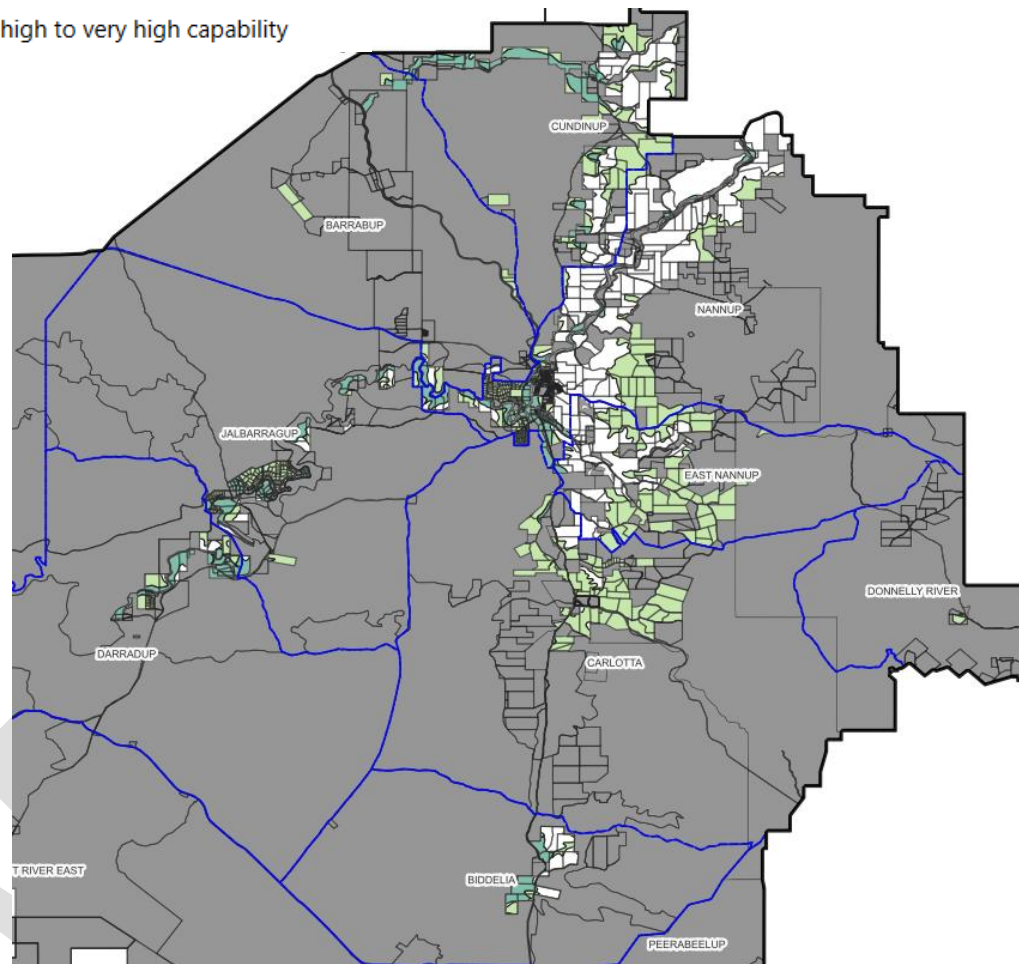 high to very high capability
CUNDINUP
BARRABUP
NANNUP
JALBARRAGUP
EAST NANNUP
DONNELLY RIVER
DARRADUP
CARLOTTA
T RIVER EAST
BIDDELIA
PEERABEELUP